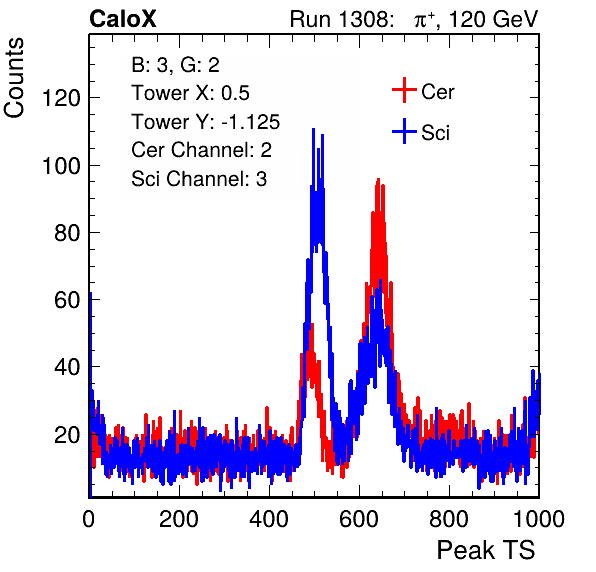 CaloX Run 1308: π⁺, 120 GeV
B: 3, G: 2
Tower X: 0.5
Tower Y: -1.125
Cer Channel: 2
Sci Channel: 3
Cer
Sci
Counts
120
100
80
60
40
20
0 200 400 600 800 1000
Peak TS